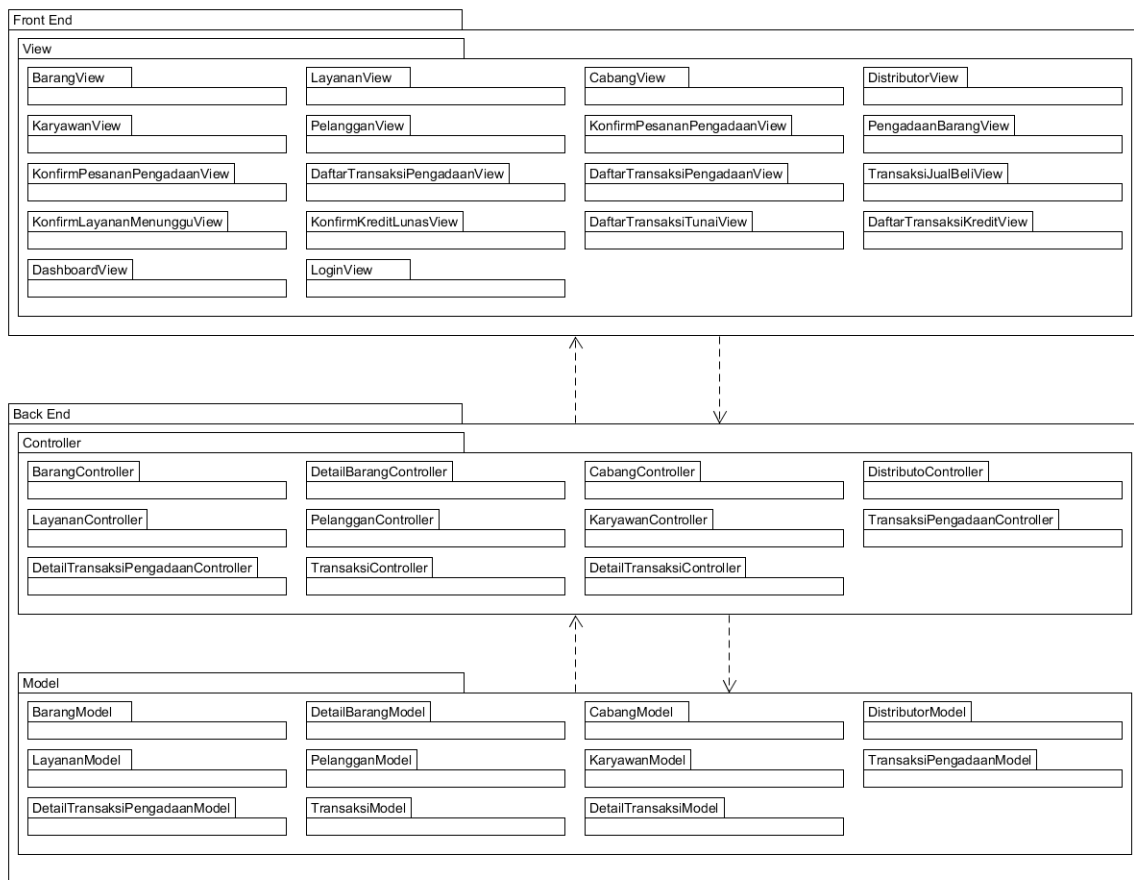 Front End
View
BarangView LayananView CabangView DistributorView
KaryawanView PelangganView KonfirmPesananPengadaanView PengadaanBarangView
KonfirmPesananPengadaanView DaftarTransaksiPengadaanView DaftarTransaksiPengadaanView TransaksiJualBeliView
KonfirmLayananMenungguView KonfirmKreditLunasView DaftarTransaksiTunaiView DaftarTransaksiKreditView
DashboardView LoginView
Back End
Controller
BarangController DetailBarangController CabangController DistributoController
LayananController PelangganController KaryawanController TransaksiPengadaanController
DetailTransaksiPengadaanController TransaksiController DetailTransaksiController
Model
BarangModel DetailBarangModel CabangModel DistributorModel
LayananModel PelangganModel KaryawanModel TransaksiPengadaanModel
DetailTransaksiPengadaanModel TransaksiModel DetailTransaksiModel